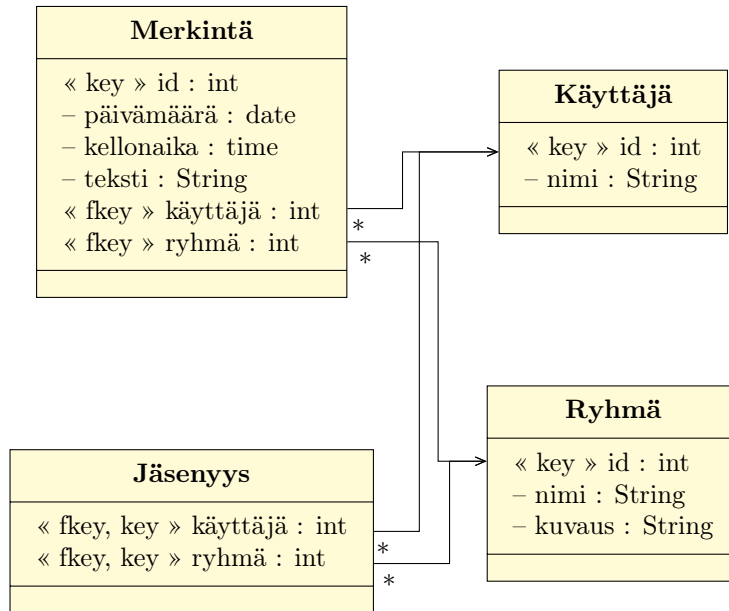 Merkintä
« key » id : int
– päivämäärä : date
– kellonaika : time
– teksti : String
« fkey » käyttäjä : int
« fkey » ryhmä : int
*
*
Käyttäjä
« key » id : int
– nimi : String
Jäsenyys
« fkey, key » käyttäjä : int
« fkey, key » ryhmä : int
*
*
Ryhmä
« key » id : int
– nimi : String
– kuvaus : String